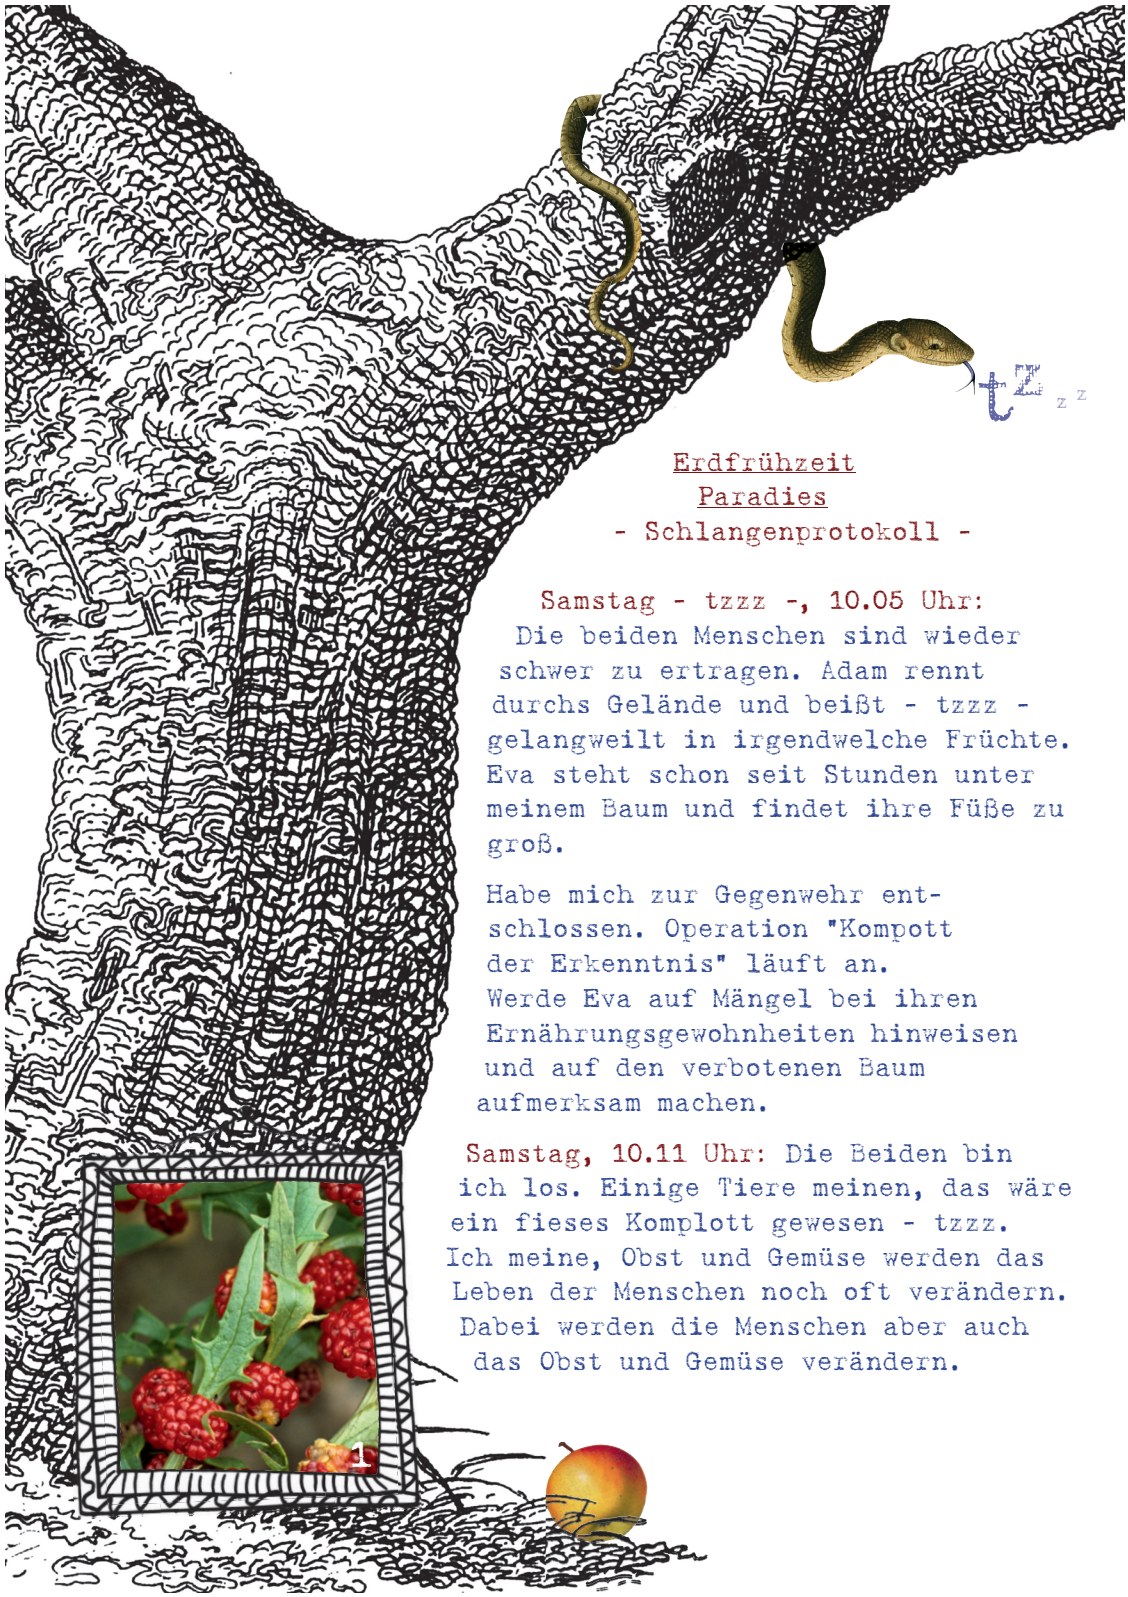 tZzz
Erdfrühzeit
Paradies
- Schlangenprotokoll -
Samstag - tzzz -, 10.05 Uhr:
Die beiden Menschen sind wieder
schwer zu ertragen. Adam rennt
durchs Gelände und beißt - tzzz -
gelangweilt in irgendwelche Früchte.
Eva steht schon seit Stunden unter
meinem Baum und findet ihre Füße zu
groß.
Habe mich zur Gegenwehr ent-
schlossen. Operation "Kompott
der Erkenntnis" läuft an.
Werde Eva auf Mängel bei ihren
Ernährungsgewohnheiten hinweisen
und auf den verbotenen Baum
aufmerksam machen.
Samstag, 10.11 Uhr: Die Beiden bin
ich los. Einige Tiere meinen, das wäre
ein fieses Komplott gewesen - tzzz.
Ich meine, Obst und Gemüse werden das
Leben der Menschen noch oft verändern.
Dabei werden die Menschen aber auch
das Obst und Gemüse verändern.
1